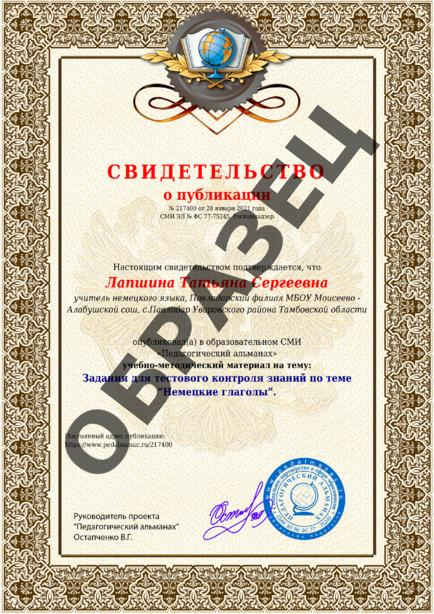 СВИДЕТЕЛЬСТВО
о публикации
№ 217400 от 28 января 2021 года
СМИ ЭЛ № ФС 77-75245, Роскомнадзор
Настоящим свидетельством подтверждается, что
Лапшина Татьяна Сергеевна
учитель немецкого языка, Павлодарский филиал МБОУ Моисеево -
Алабушской сош, с.Павлодар Уваровского района Тамбовской области
опубликовал(а) в образовательном СМИ
«Педагогический альманах»
учебно-методический материал на тему:
Задания для тестового контроля знаний по теме
"Немецкие глаголы".
Постоянный адрес публикации:
https://www.pedalmanac.ru/217400
Руководитель проекта
"Педагогический альманах"
Остапченко В.Г.
ПЕДАГОГИЧЕСКИЙ АЛЬМАНАХ
ОБРАЗЕЦ